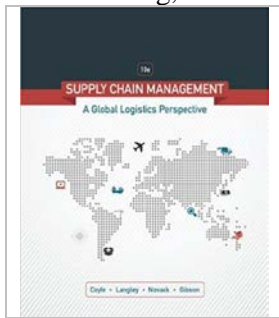 10e
SUPPLY CHAIN MANAGEMENT
A Global Logistics Perspective
Coyle • Langley • Novack • Gibson